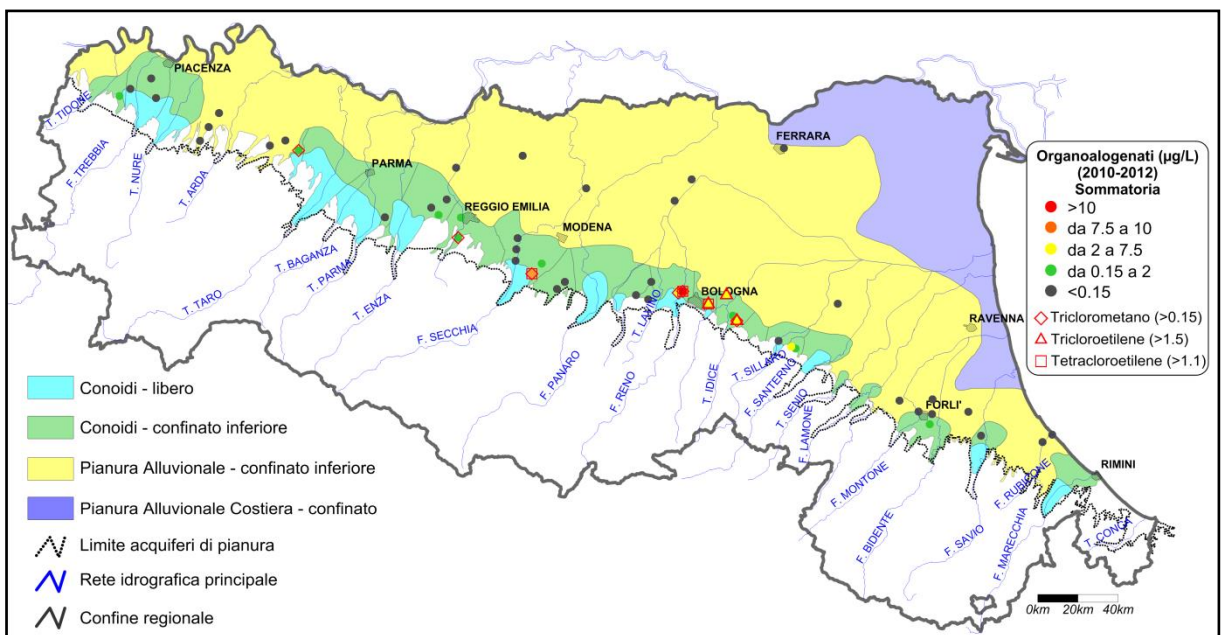 PIACENZA
T. TIDONE
F. TREBBIA
T. NURE
T. ARDA
PARMA
REGGIO EMILIA
MODENA
BOLOGNA
FERRARA
RAVENNA
FORLI'
RIMINI
T. TARO
T. BAGANZA
T. PARMA
T. ENZA
F. SECCHIA
F. PANARO
F. RENO
T. LAVINO
T. IDICE
T. SILLARO
F. SANTERNO
T. SENIO
F. LAMONE
F. MONTONE
F. BIDENTE
F. SAVIO
F. RUBICONE
F. MARECCHIA
T. CONCA
Organoalogenati (µg/L)
(2010-2012)
Sommatoria
>10
da 7.5 a 10
da 2 a 7.5
da 0.15 a 2
<0.15
Triclorometano (>0.15)
Tricloroetilene (>1.5)
Tetracloroetilene (>1.1)
Conoidi - libero
Conoidi - confinato inferiore
Pianura Alluvionale - confinato inferiore
Pianura Alluvionale Costiera - confinato
Limite acquiferi di pianura
Rete idrografica principale
Confine regionale
0km 20km 40km